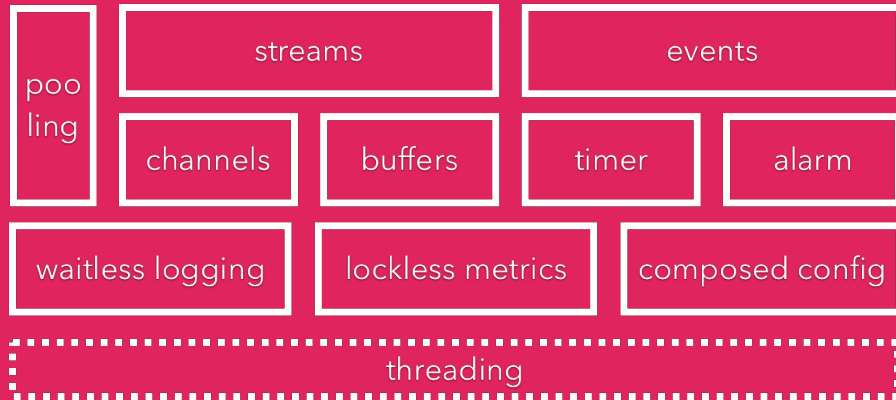 poo
ling
streams
events
channels
buffers
timer
alarm
waitless logging
lockless metrics
composed config
threading